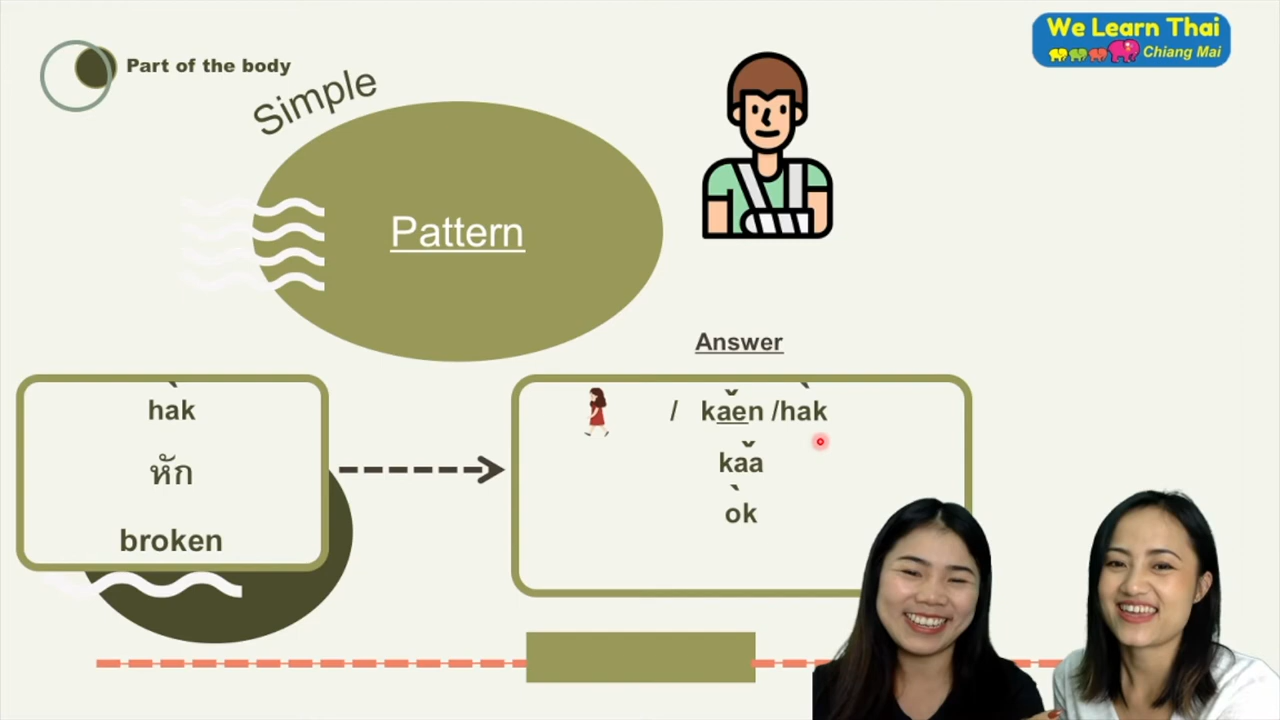 Part of the body
We Learn Thai
Chiang Mai
Simple
Pattern
Answer
hàk
หัก
broken
/ kǎen /hàk
kǎa
òk